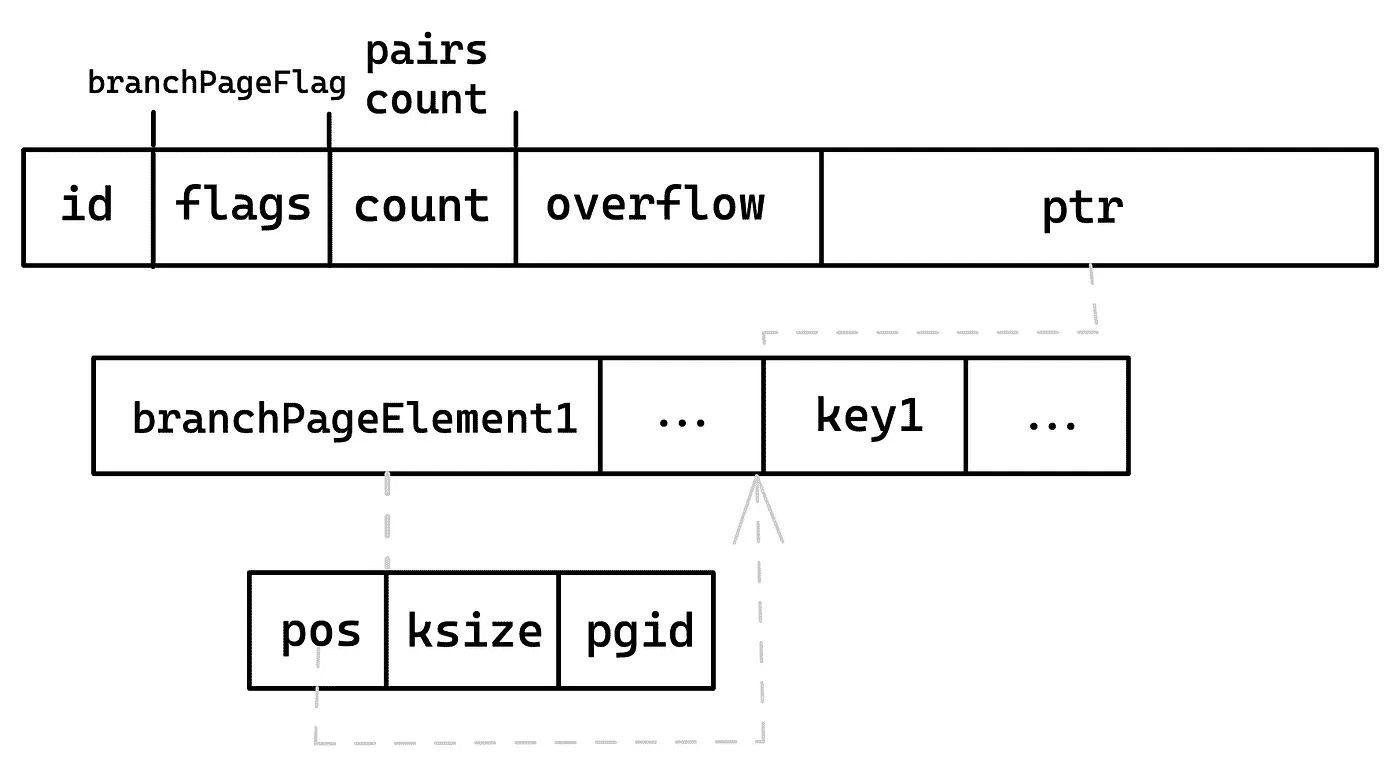 pairs
branchPageFlag
count
id
flags
count
overflow
ptr
branchPageElement1
...
key1
...
pos
ksize
pgid